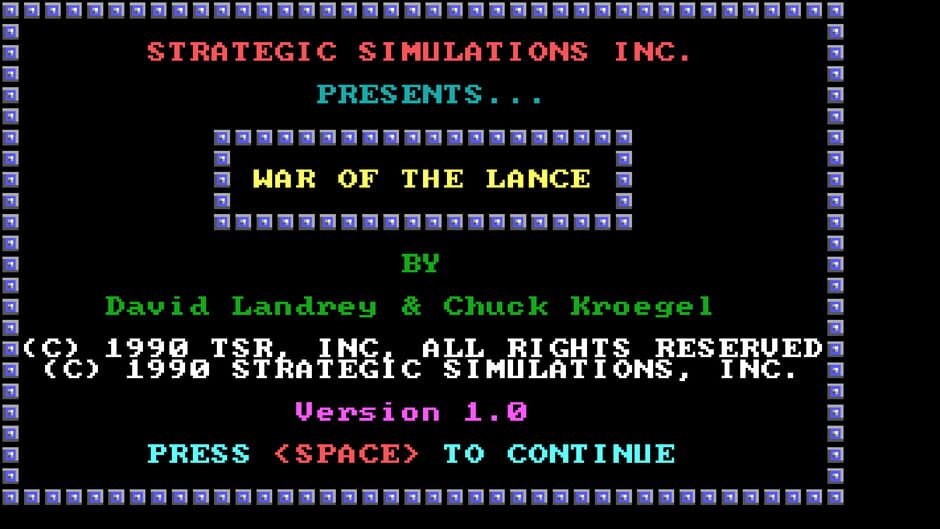 STRATEGIC SIMULATIONS INC.
PRESENTS...
WAR OF THE LANCE
BY
David Landrey & Chuck Kroegel
(C) 1990 TSR, INC. ALL RIGHTS RESERVED
(C) 1990 STRATEGIC SIMULATIONS, INC.
Version 1.0
PRESS <SPACE> TO CONTINUE